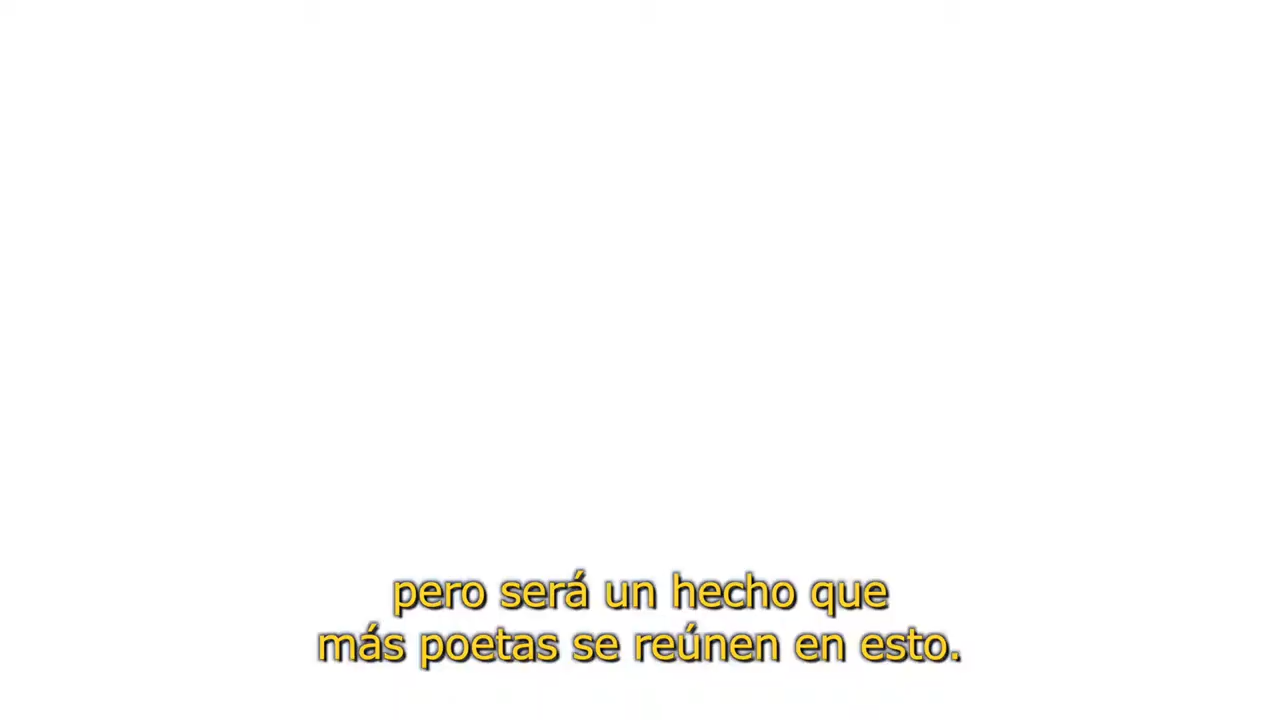 pero será un hecho que
más poetas se reúnen en esto.